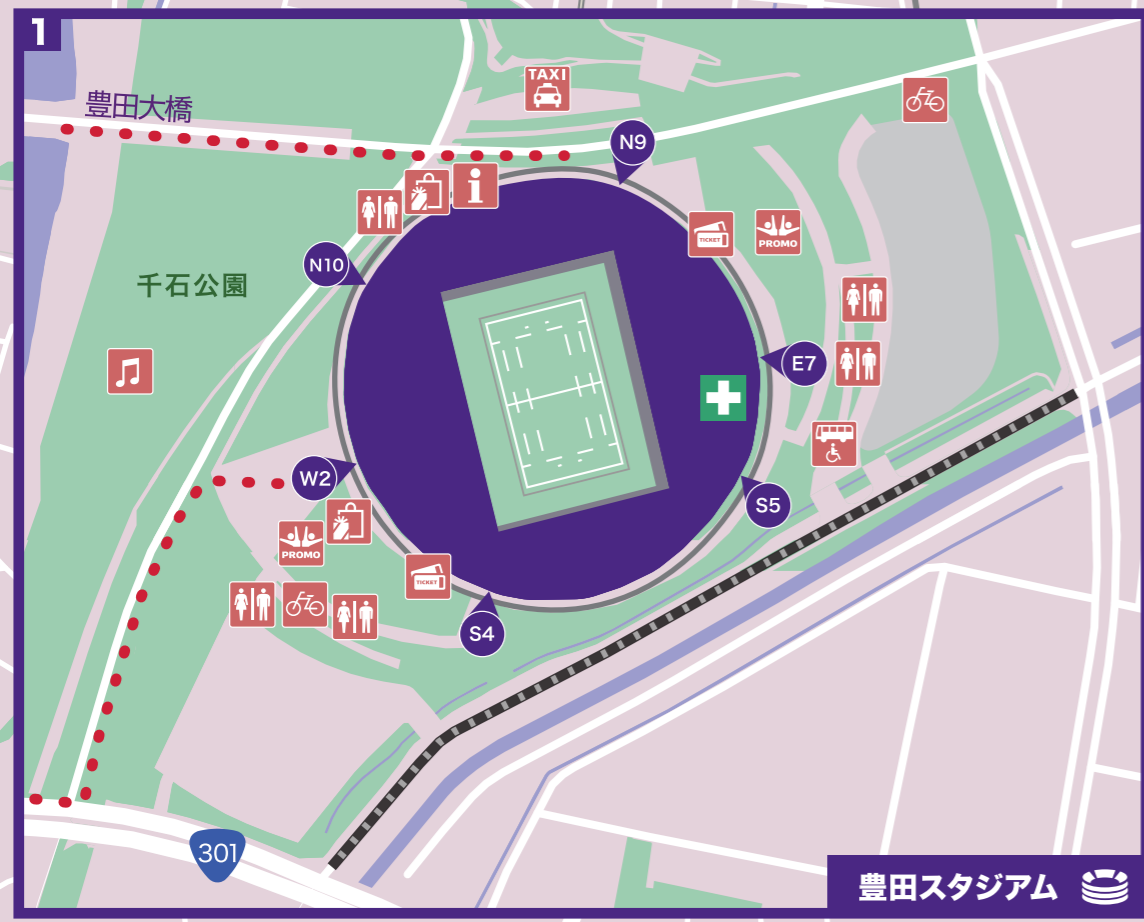 1
豊田大橋
TAXI
N9
i
TICKET
PROMO
N10
千石公園
E7
W2
S5
PROMO
TICKET
S4
301
豊田スタジアム